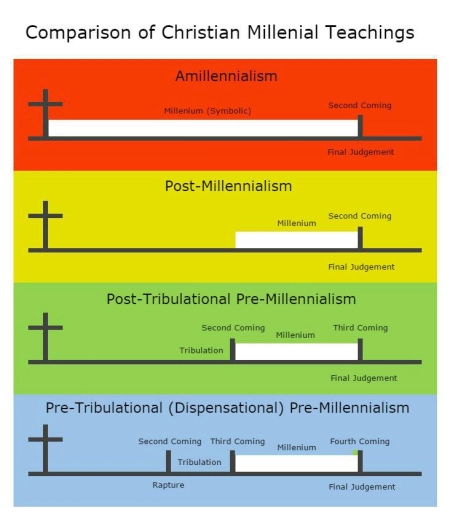 Comparison of Christian Millenial Teachings
Amillennialism
Millenium (Symbolic)
Second Coming
Final Judgement
Post-Millennialism
Millenium
Second Coming
Final Judgement
Post-Tribulational Pre-Millennialism
Second Coming
Millenium
Third Coming
Tribulation
Final Judgement
Pre-Tribulational (Dispensational) Pre-Millennialism
Second Coming
Third Coming
Millenium
Fourth Coming
Tribulation
Rapture
Final Judgement